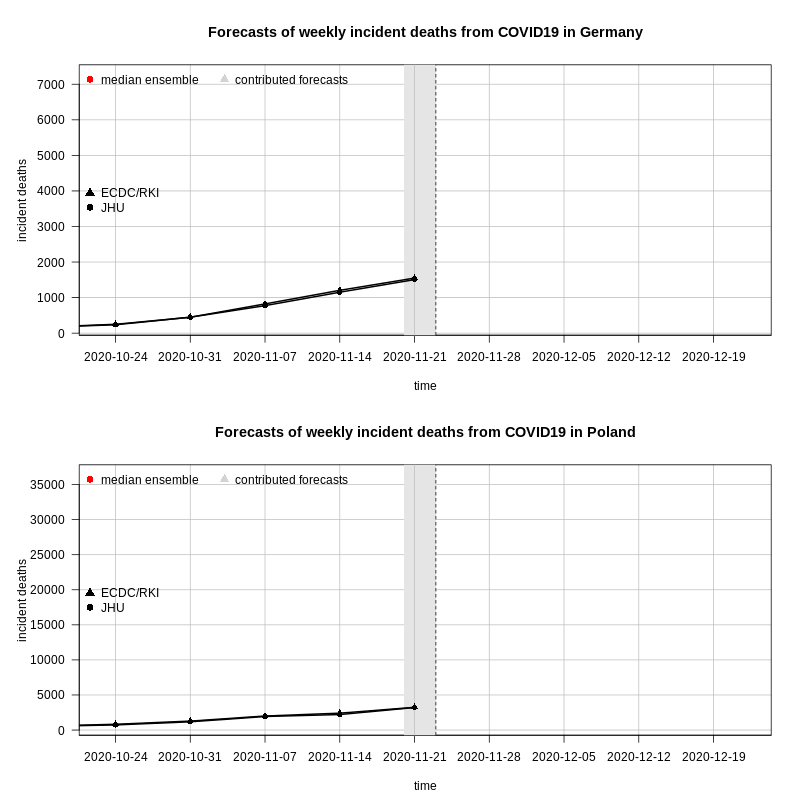 Forecasts of weekly incident deaths from COVID19 in Germany
median ensemble contributed forecasts
7000
6000
5000
4000
3000
2000
1000
0
incident deaths
ECDC/RKI
JHU
2020-10-24 2020-10-31 2020-11-07 2020-11-14 2020-11-21 2020-11-28 2020-12-05 2020-12-12 2020-12-19
time
Forecasts of weekly incident deaths from COVID19 in Poland
median ensemble contributed forecasts
35000
30000
25000
20000
15000
10000
5000
0
incident deaths
ECDC/RKI
JHU
2020-10-24 2020-10-31 2020-11-07 2020-11-14 2020-11-21 2020-11-28 2020-12-05 2020-12-12 2020-12-19
time